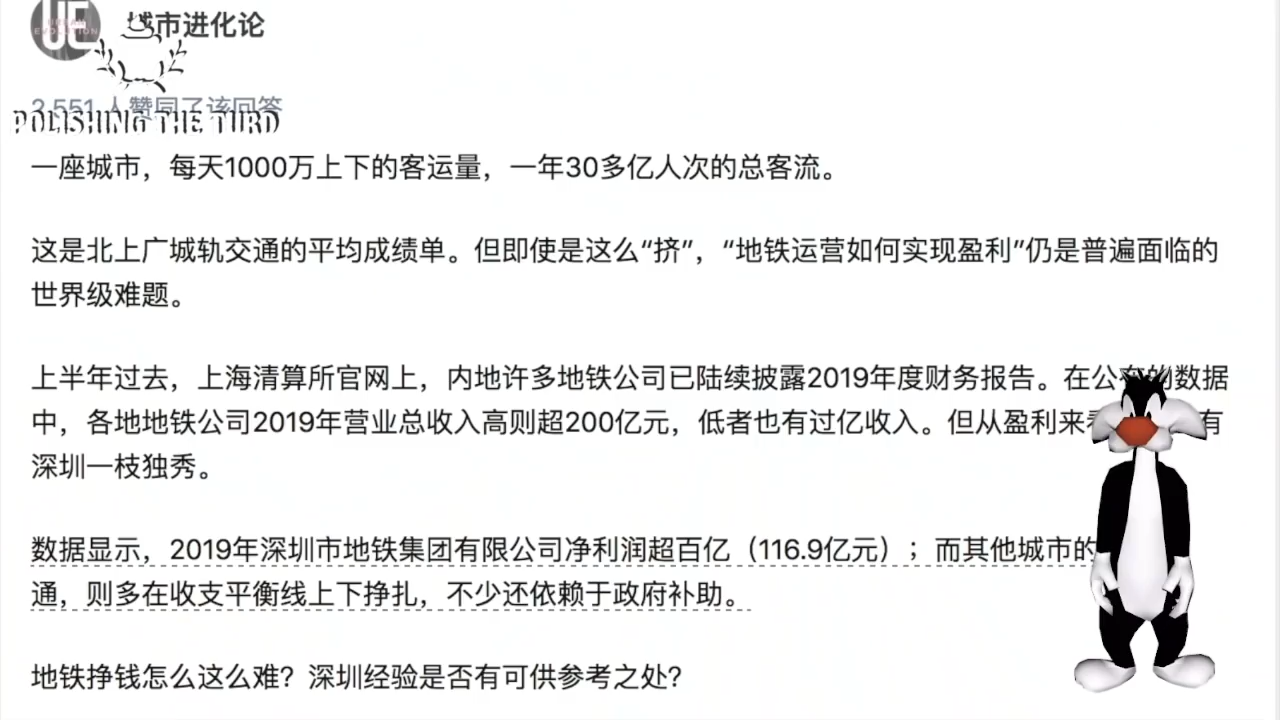 市进化论
2,551 人赞同了该回答
POLISHING THE TURD
一座城市，每天1000万上下的客运量，一年30多亿人次的总客流。
这是北上广城轨交通的平均成绩单。但即使是这么“挤”，“地铁运营如何实现盈利”仍是普遍面临的
世界级难题。
上半年过去，上海清算所官网上，内地许多地铁公司已陆续披露2019年度财务报告。在公 数据
中，各地地铁公司2019年营业总收入高则超200亿元，低者也有过亿收入。但从盈利来 有
深圳一枝独秀。
数据显示，2019年深圳市地铁集团有限公司净利润超百亿（116.9亿元）；而其他城市的
通，则多在收支平衡线上下挣扎，不少还依赖于政府补助。
地铁挣钱怎么这么难？深圳经验是否有可供参考之处？